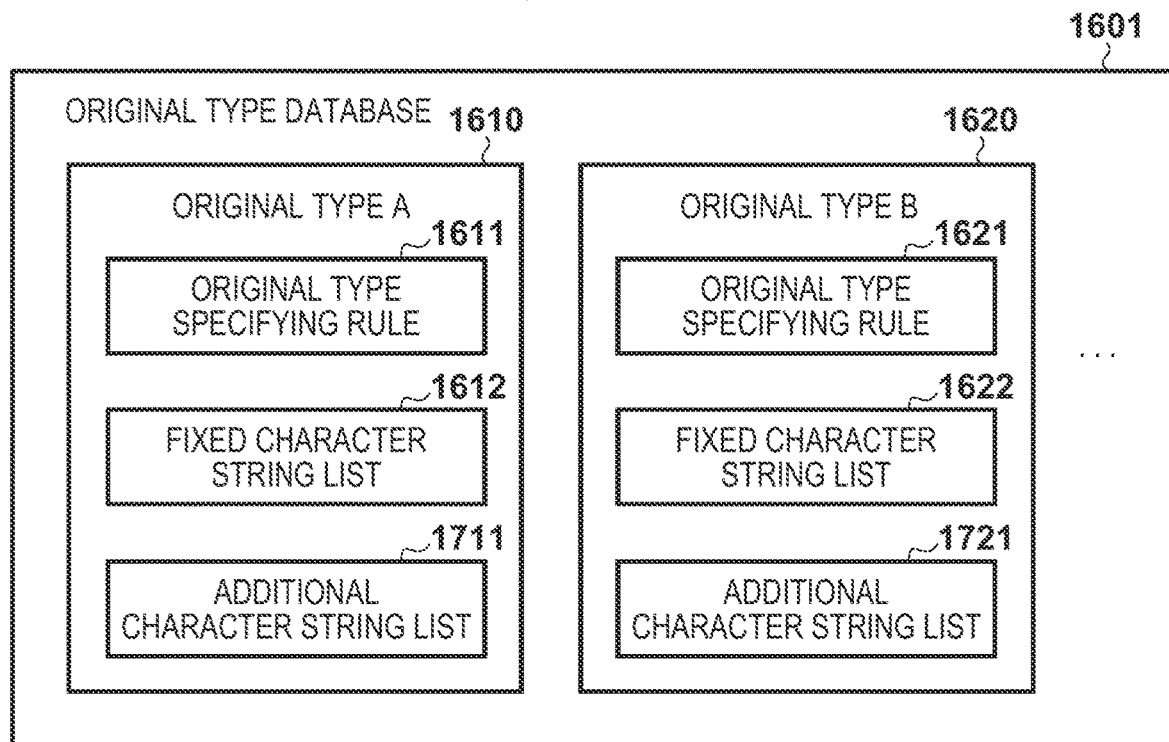 1601
ORIGINAL TYPE DATABASE
1610
1620
ORIGINAL TYPE A
ORIGINAL TYPE B
1611
1621
ORIGINAL TYPE
SPECIFYING RULE
ORIGINAL TYPE
SPECIFYING RULE
...
1612
1622
FIXED CHARACTER
STRING LIST
FIXED CHARACTER
STRING LIST
1711
1721
ADDITIONAL
CHARACTER STRING LIST
ADDITIONAL
CHARACTER STRING LIST